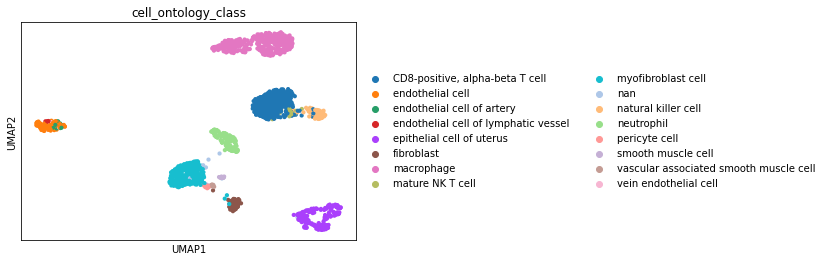 cell_ontology_class
UMAP2
UMAP1
CD8-positive, alpha-beta T cell
endothelial cell
endothelial cell of artery
endothelial cell of lymphatic vessel
epithelial cell of uterus
fibroblast
macrophage
mature NK T cell
myofibroblast cell
nan
natural killer cell
neutrophil
pericyte cell
smooth muscle cell
vascular associated smooth muscle cell
vein endothelial cell